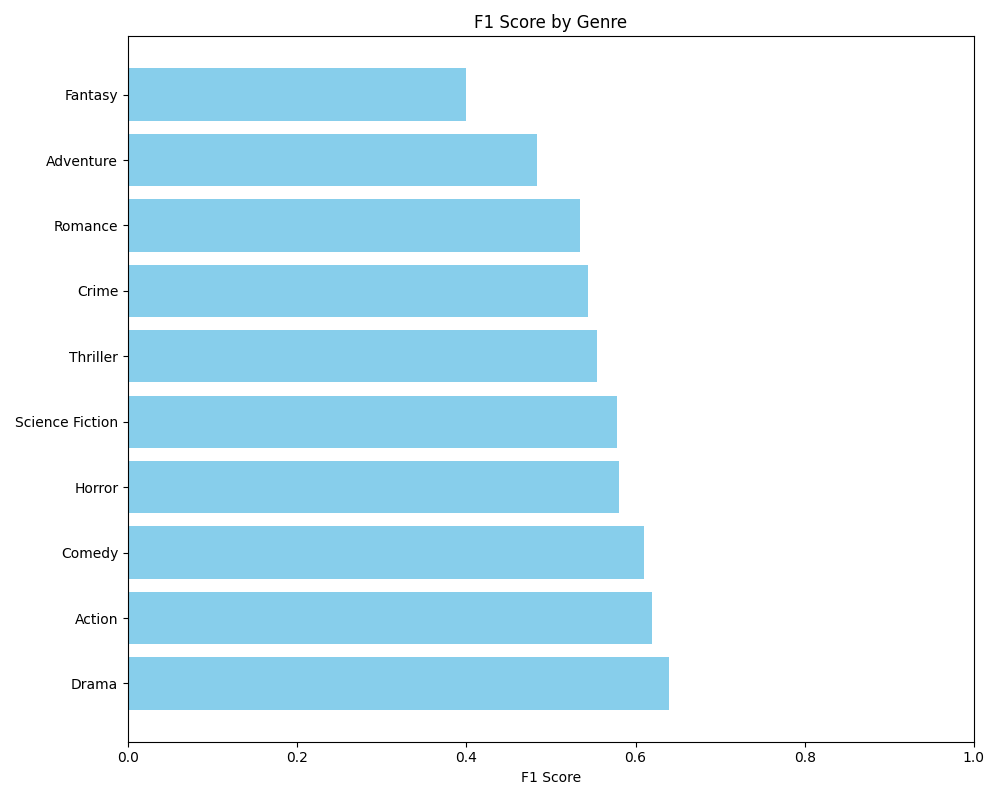 F1 Score by Genre
Fantasy
Adventure
Romance
Crime
Thriller
Science Fiction
Horror
Comedy
Action
Drama
0.0 0.2 0.4 0.6 0.8 1.0
F1 Score